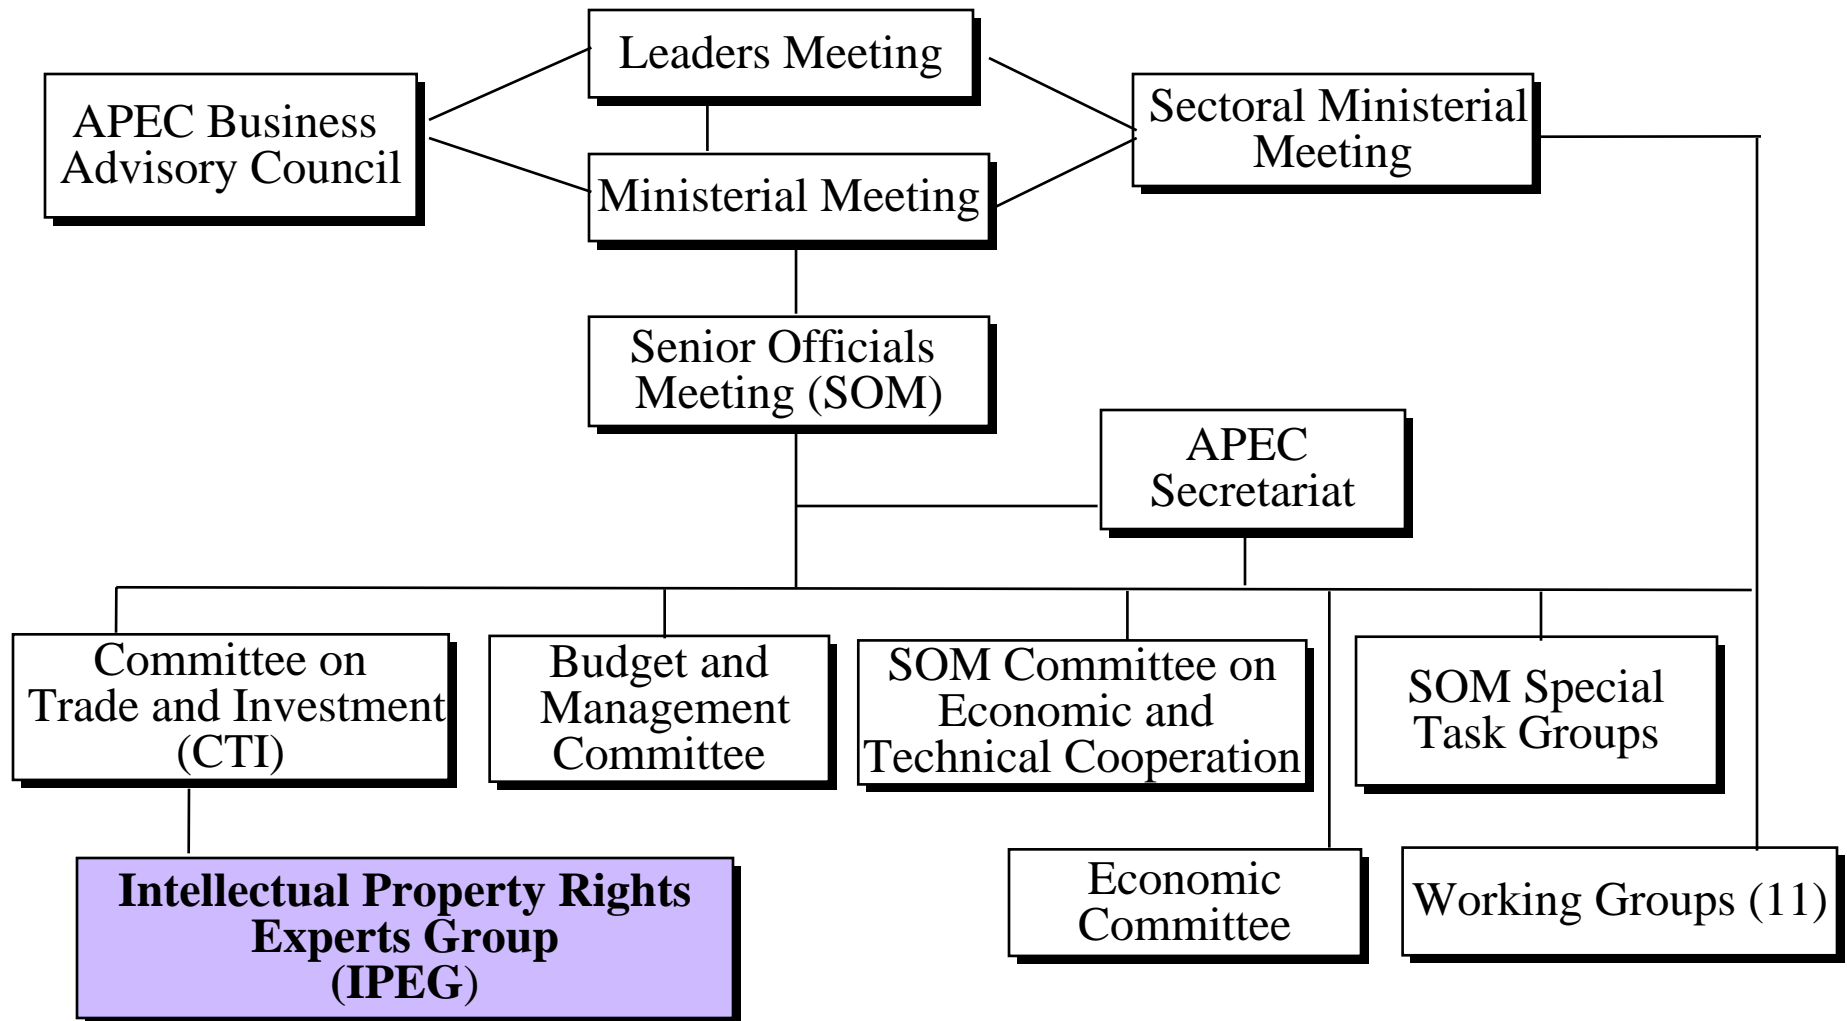 Leaders Meeting
APEC Business
Advisory Council
Sectoral Ministerial
Meeting
Ministerial Meeting
Senior Officials
Meeting (SOM)
APEC
Secretariat
Committee on
Trade and Investment
(CTI)
Budget and
Management
Committee
SOM Committee on
Economic and
Technical Cooperation
SOM Special
Task Groups
Intellectual Property Rights
Experts Group
(IPEG)
Economic
Committee
Working Groups (11)